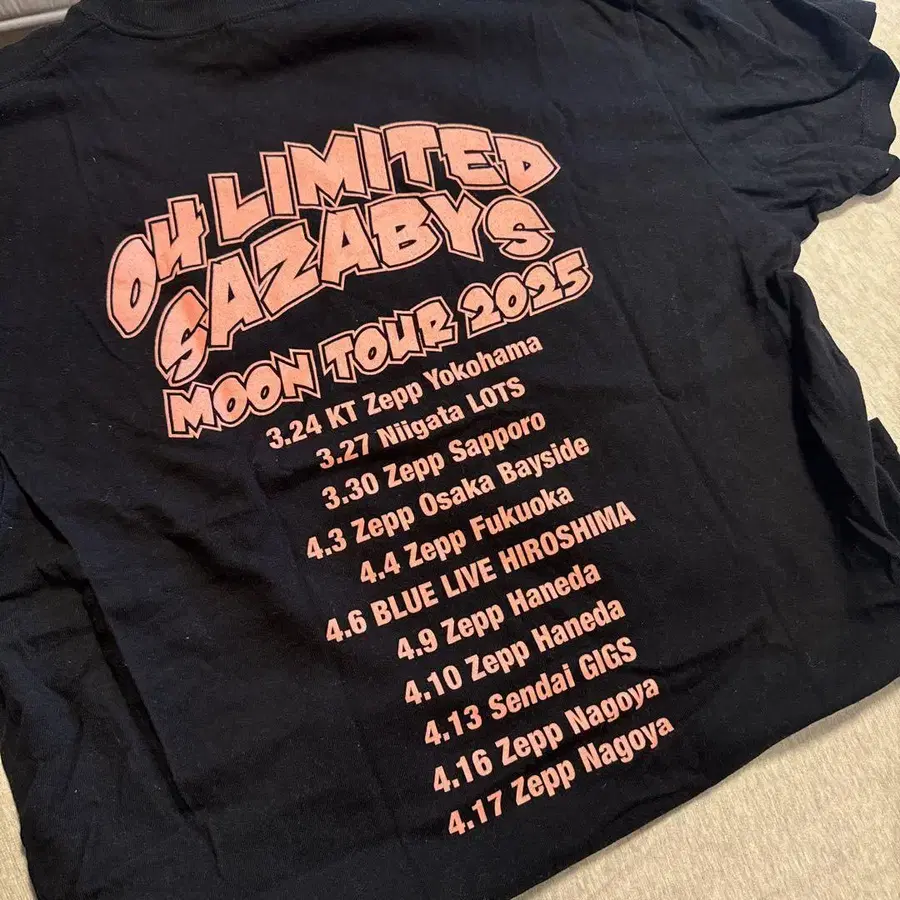 04 LIMITED
SAZABYS
MOON TOUR 2025
3.24 KT Zepp Yokohama
3.27 Niigata LOTS
3.30 Zepp Sapporo
4.3 Zepp Osaka Bayside
4.4 Zepp Fukuoka
4.6 BLUE LIVE HIROSHIMA
4.9 Zepp Haneda
4.10 Zepp Haneda
4.13 Sendai GIGS
4.16 Zepp Nagoya
4.17 Zepp Nagoya